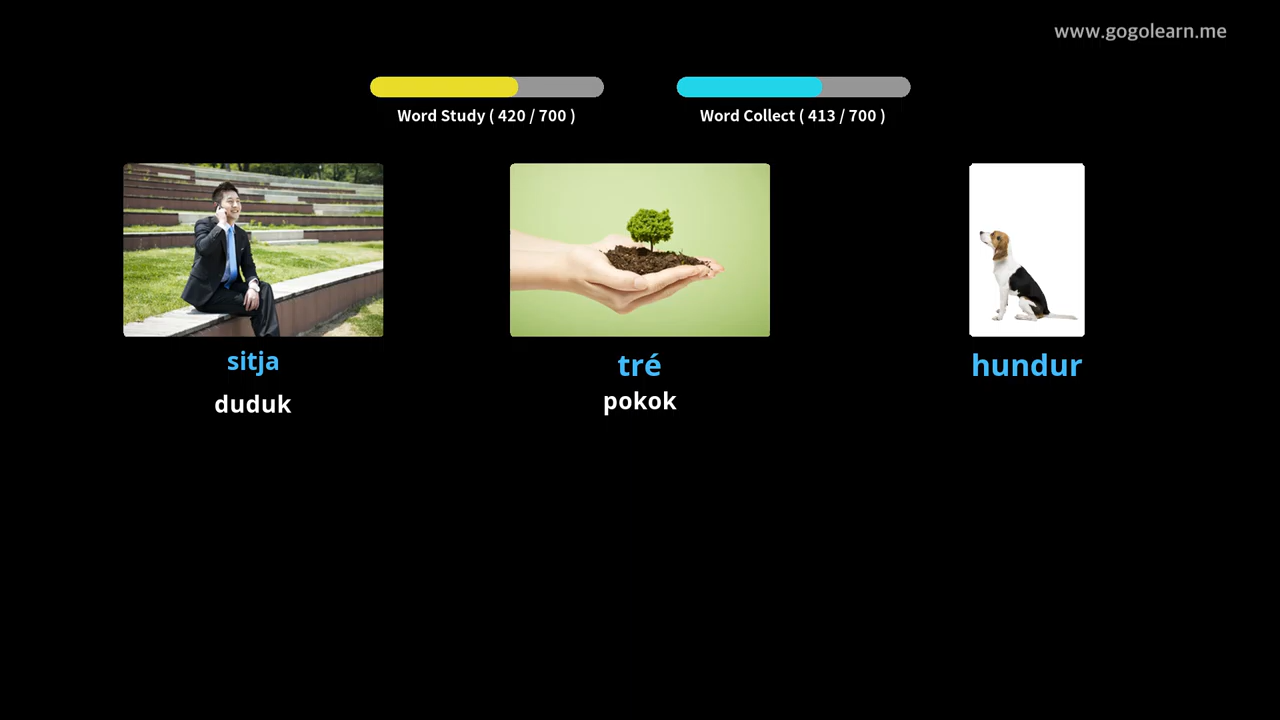 www.gogolearn.me
Word Study ( 420 / 700 )
Word Collect ( 413 / 700 )
sitja
duduk
tré
pokok
hundur